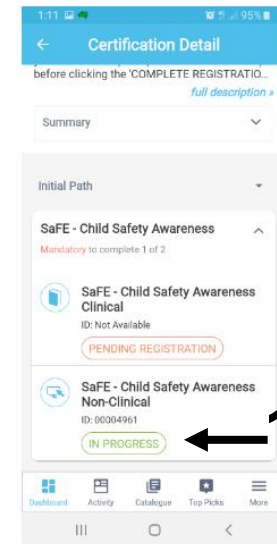 1:11 95%
Certification Detail
before clicking the 'COMPLETE REGISTRATIO...
full description »
Summary
Initial Path
SaFE - Child Safety Awareness
Mandatory to complete 1 of 2
SaFE - Child Safety Awareness
Clinical
ID: Not Available
PENDING REGISTRATION
SaFE - Child Safety Awareness
Non-Clinical
ID: 00004961
IN PROGRESS
Dashboard Activity Catalogue Top Picks More